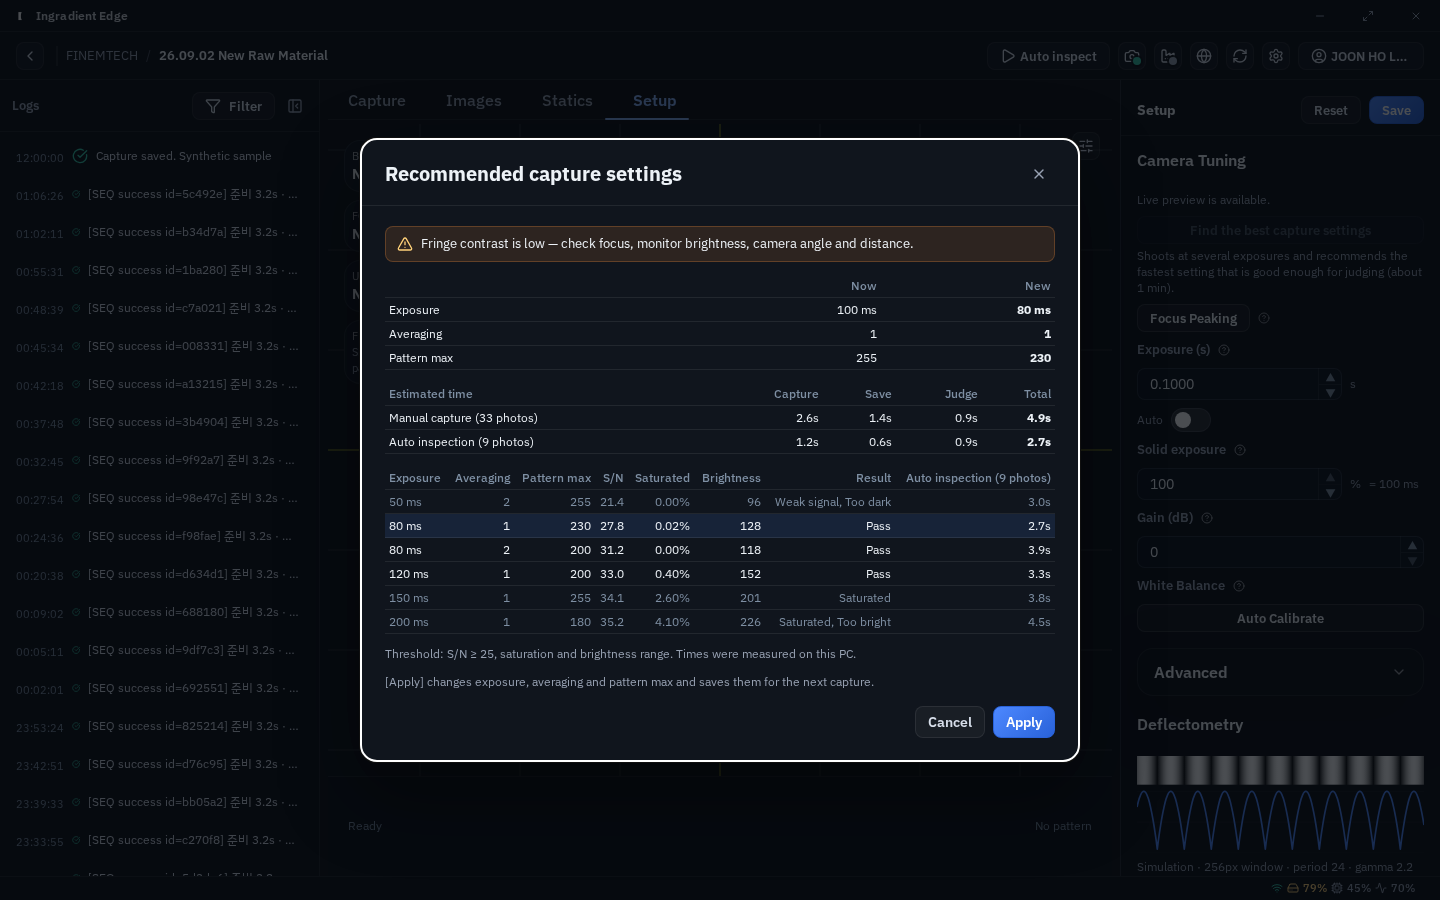 Ingradient Edge
FINEMTECH / 26.09.02 New Raw Material
Auto inspect
JOON HO L...
Logs
Filter
Capture Images Statics Setup
Setup
Reset
Save
12:00:00 Capture saved. Synthetic sample
01:06:26 [SEQ success id=5c492e] 준비 3.2s · ...
01:02:11 [SEQ success id=b34d7a] 준비 3.2s · ...
00:55:31 [SEQ success id=1ba280] 준비 3.2s · ...
00:48:39 [SEQ success id=c7a021] 준비 3.2s · ...
00:45:34 [SEQ success id=008331] 준비 3.2s · ...
00:42:18 [SEQ success id=a13215] 준비 3.2s · ...
00:37:48 [SEQ success id=3b4904] 준비 3.2s · ...
00:32:45 [SEQ success id=9f92a7] 준비 3.2s · ...
00:27:54 [SEQ success id=98e47c] 준비 3.2s · ...
00:24:36 [SEQ success id=f98fae] 준비 3.2s · ...
00:20:38 [SEQ success id=d634d1] 준비 3.2s · ...
00:09:02 [SEQ success id=688180] 준비 3.2s · ...
00:05:11 [SEQ success id=9df7c3] 준비 3.2s · ...
00:02:01 [SEQ success id=692551] 준비 3.2s · ...
23:53:24 [SEQ success id=825214] 준비 3.2s · ...
23:42:51 [SEQ success id=d76c95] 준비 3.2s · ...
23:39:33 [SEQ success id=bb05a2] 준비 3.2s · ...
23:33:55 [SEQ success id=c270f8] 준비 3.2s · ...
Recommended capture settings
Fringe contrast is low — check focus, monitor brightness, camera angle and distance.
Now New
Exposure 100 ms 80 ms
Averaging 1 1
Pattern max 255 230
Estimated time Capture Save Judge Total
Manual capture (33 photos) 2.6s 1.4s 0.9s 4.9s
Auto inspection (9 photos) 1.2s 0.6s 0.9s 2.7s
Exposure Averaging Pattern max S/N Saturated Brightness Result Auto inspection (9 photos)
50 ms 2 255 21.4 0.00% 96 Weak signal, Too dark 3.0s
80 ms 1 230 27.8 0.02% 128 Pass 2.7s
80 ms 2 200 31.2 0.00% 118 Pass 3.9s
120 ms 1 200 33.0 0.40% 152 Pass 3.3s
150 ms 1 255 34.1 2.60% 201 Saturated 3.8s
200 ms 1 180 35.2 4.10% 226 Saturated, Too bright 4.5s
Threshold: S/N ≥ 25, saturation and brightness range. Times were measured on this PC.
[Apply] changes exposure, averaging and pattern max and saves them for the next capture.
Cancel
Apply
Ready
No pattern
Camera Tuning
Live preview is available.
Find the best capture settings
Shoots at several exposures and recommends the
fastest setting that is good enough for judging (about
1 min).
Focus Peaking
Exposure (s)
0.1000 s
Auto
Solid exposure
100 % = 100 ms
Gain (dB)
0
White Balance
Auto Calibrate
Advanced
Deflectometry
Simulation · 256px window · period 24 · gamma 2.2
79% 45% 70%